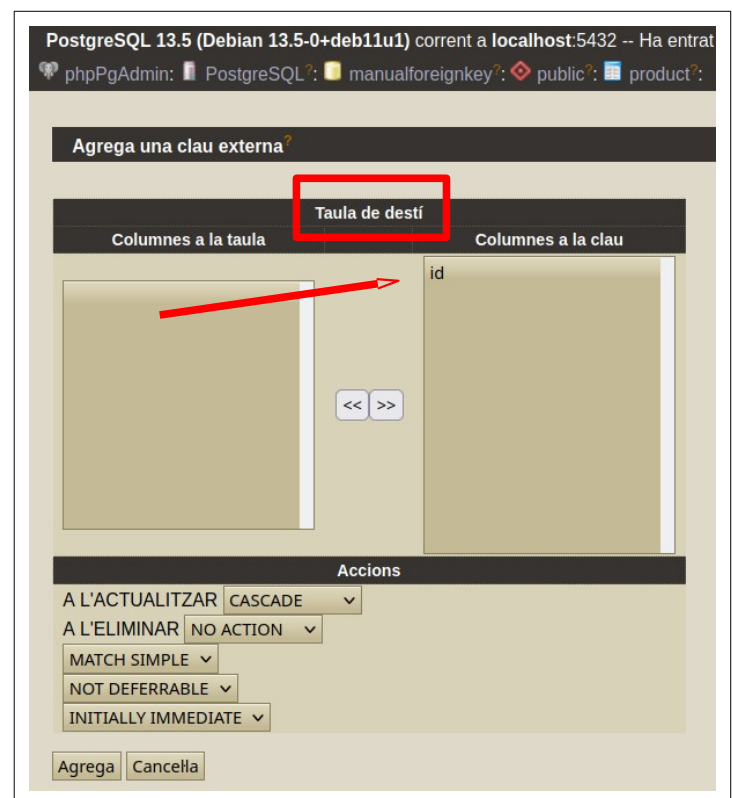 PostgreSQL 13.5 (Debian 13.5-0+deb11u1) corrent a localhost:5432 -- Ha entrat
phpPgAdmin: PostgreSQL?: manualforeignkey?: public?: product?:
Agrega una clau externa?
Taula de destí
Columnes a la taula Columnes a la clau
id
<< >>
Accions
A L'ACTUALITZAR CASCADE
A L'ELIMINAR NO ACTION
MATCH SIMPLE
NOT DEFERRABLE
INITIALLY IMMEDIATE
Agrega Canceŀla